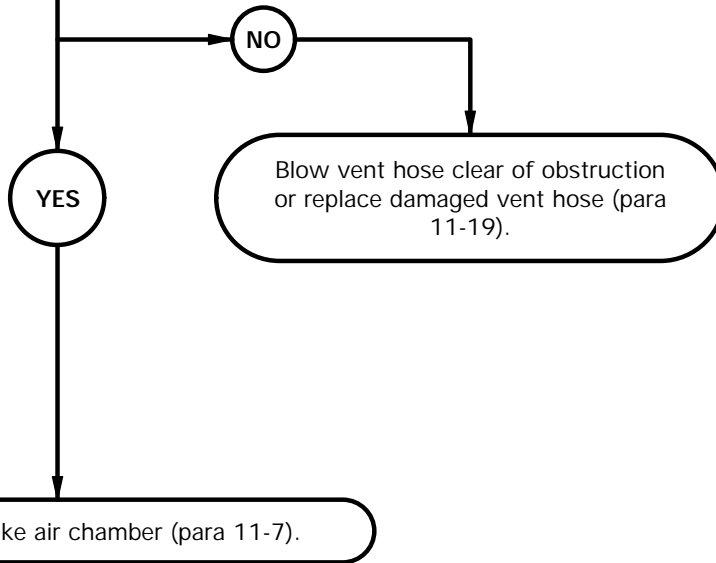 NO
YES
Blow vent hose clear of obstruction
or replace damaged vent hose (para
11-19).
ke air chamber (para 11-7).